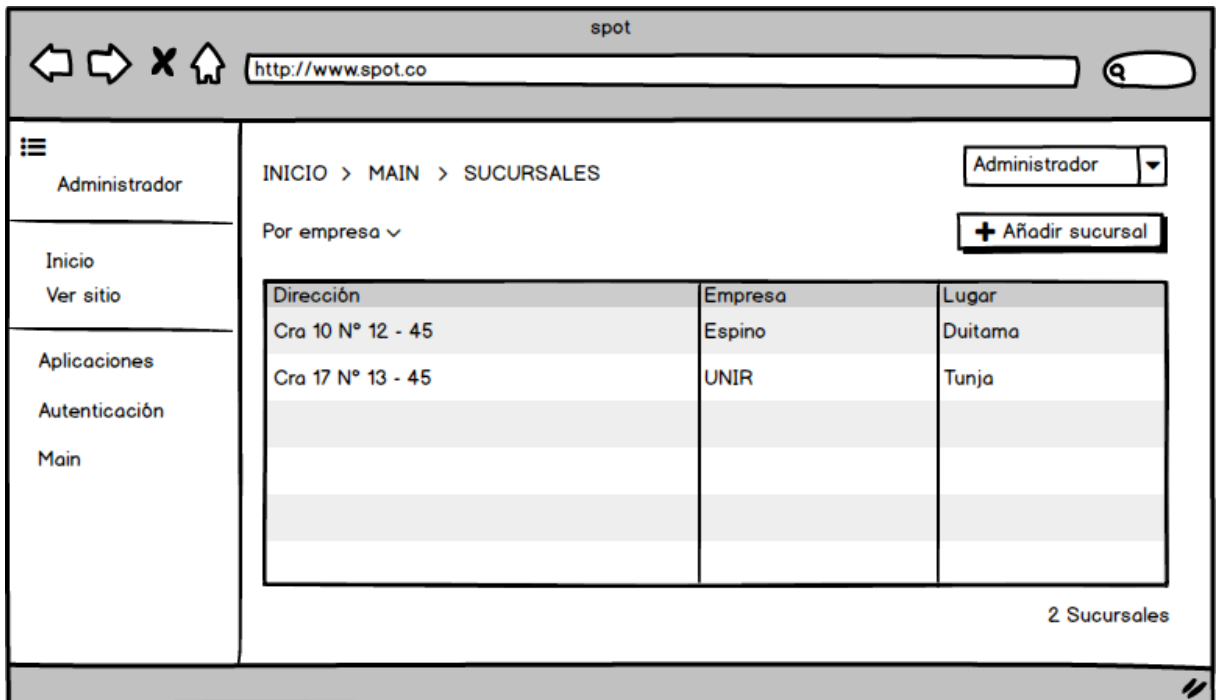 spot
http://www.spot.co
Administrador
Inicio
Ver sitio
Aplicaciones
Autenticación
Main
INICIO > MAIN > SUCURSALES
Administrador
Por empresa
Añadir sucursal
Dirección Empresa Lugar
Cra 10 N° 12 - 45 Espino Duitama
Cra 17 N° 13 - 45 UNIR Tunja
2 Sucursales